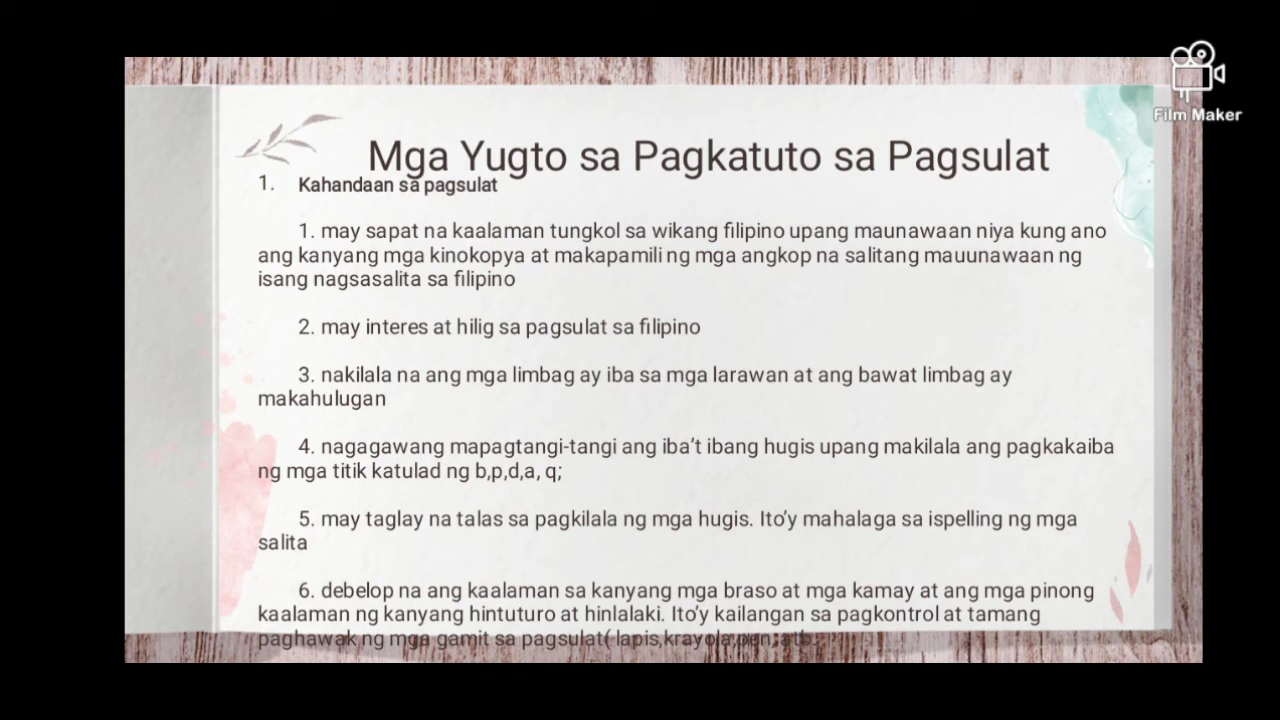 Film Maker
Mga Yugto sa Pagkatuto sa Pagsulat
1. Kahandaan sa pagsulat
1. may sapat na kaalaman tungkol sa wikang filipino upang maunawaan niya kung ano
ang kanyang mga kinokopya at makapamili ng mga angkop na salitang mauunawaan ng
isang nagsasalita sa filipino
2. may interes at hilig sa pagsulat sa filipino
3. nakilala na ang mga limbag ay iba sa mga larawan at ang bawat limbag ay
makahulugan
4. nagagawang mapagtangi-tangi ang iba't ibang hugis upang makilala ang pagkakaiba
ng mga titik katulad ng b,p,d,a, q;
5. may taglay na talas sa pagkilala ng mga hugis. Ito'y mahalaga sa ispelling ng mga
salita
6. debelop na ang kaalaman sa kanyang mga braso at mga kamay at ang mga pinong
kaalaman ng kanyang hintuturo at hinlalaki. Ito'y kailangan sa pagkontrol at tamang
paghawak ng mga gamit sa pagsulat( lapis,krayola,pen, atb.